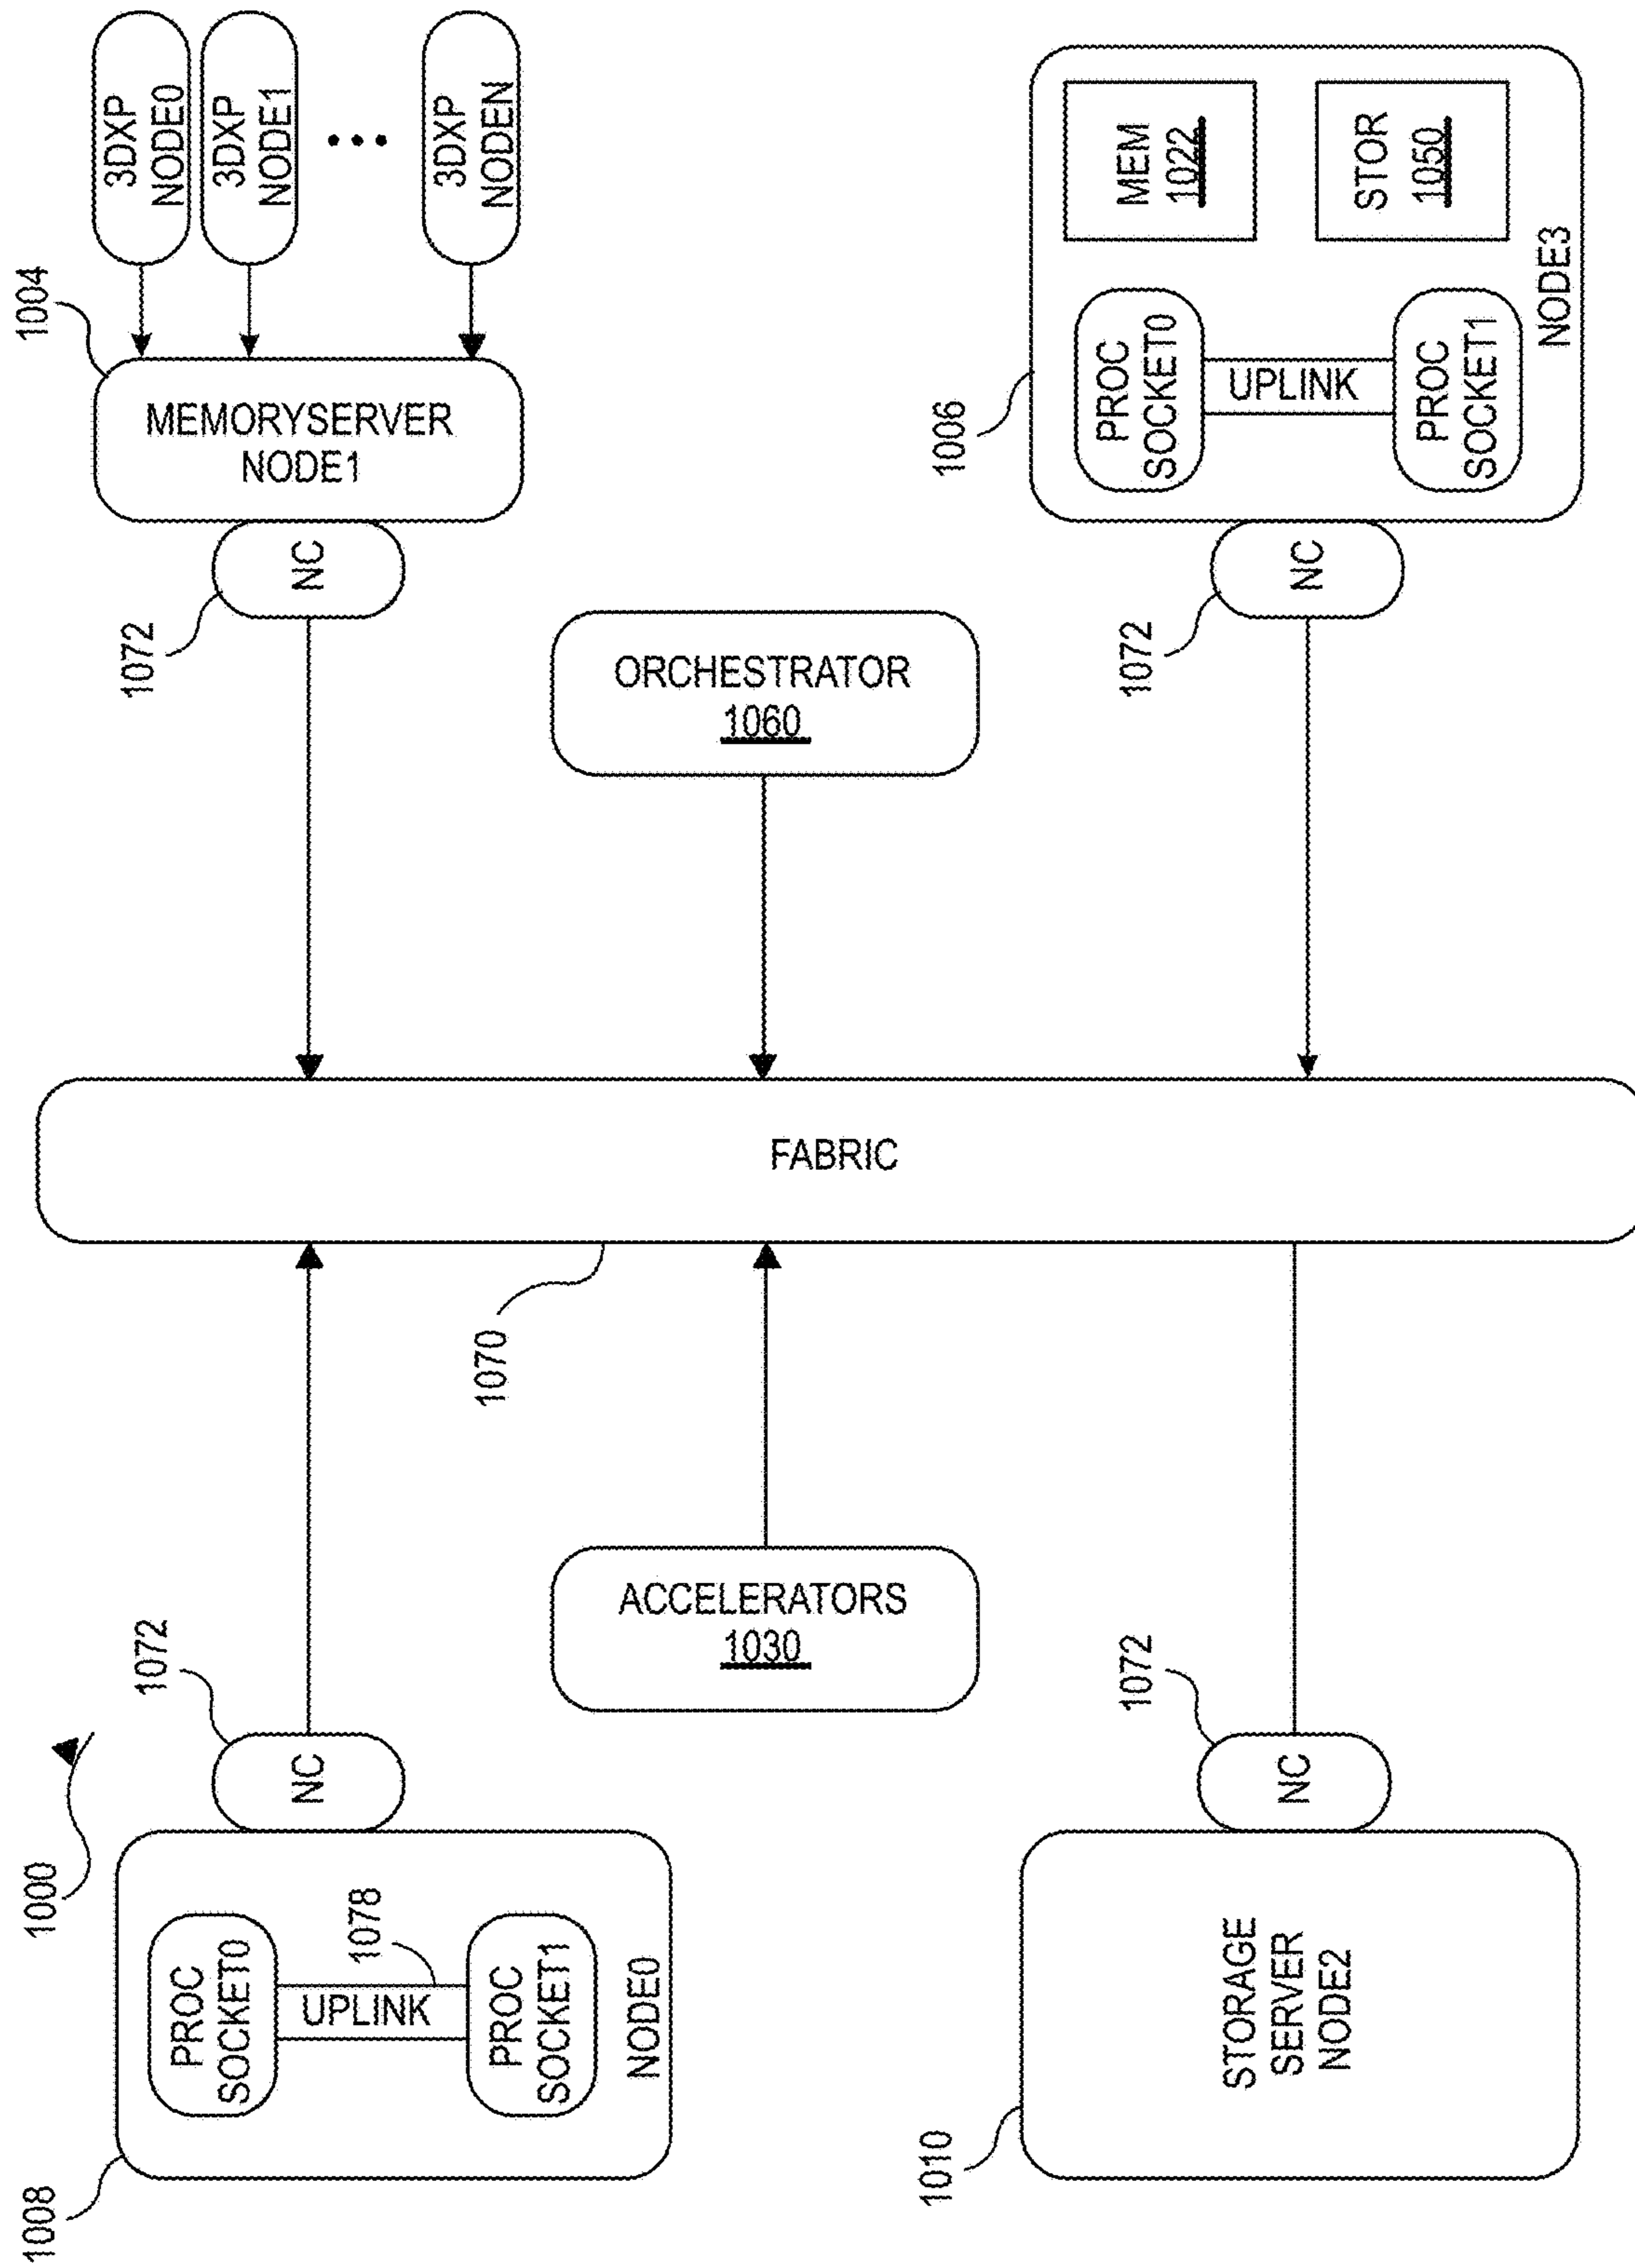 1000
1008
PROC
SOCKET0
UPLINK
1078
PROC
SOCKET1
NODE0
NC
1072
1070
ACCELERATORS
1030
1010
STORAGE
SERVER
NODE2
NC
1072
FABRIC
1004
MEMORYSERVER
NODE1
NC
1072
3DXP
NODE0
3DXP
NODE1
3DXP
NODEN
ORCHESTRATOR
1060
1006
PROC
SOCKET0
UPLINK
PROC
SOCKET1
MEM
1022
STOR
1050
NODE3
NC
1072